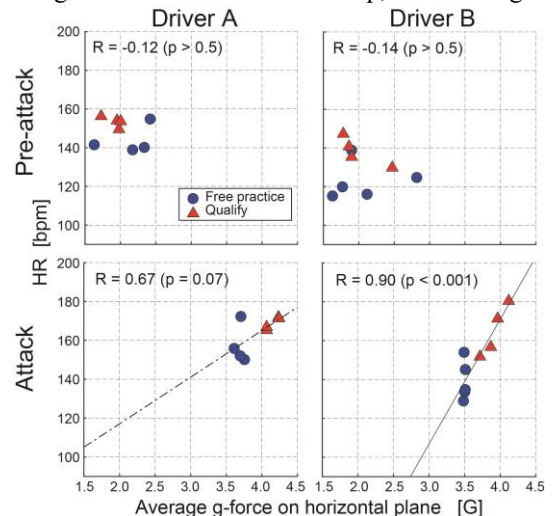 Driver A
Driver B
Pre-attack
R = -0.12 (p > 0.5)
R = -0.14 (p > 0.5)
200
180
160
140
120
100
Free practice
Qualify
HR [bpm]
Attack
R = 0.67 (p = 0.07)
R = 0.90 (p < 0.001)
200
180
160
140
120
100
1.5 2.0 2.5 3.0 3.5 4.0 4.5
1.5 2.0 2.5 3.0 3.5 4.0 4.5
Average g-force on horizontal plane [G]